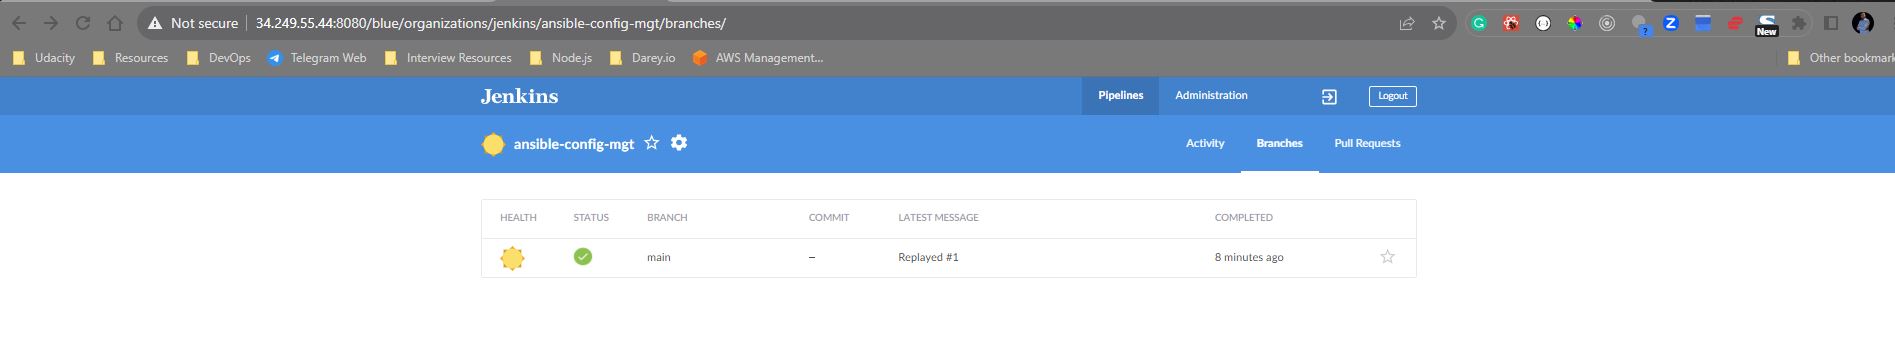 Not secure 34.249.55.44:8080/blue/organizations/jenkins/ansible-config-mgt/branches/
New
Udacity Resources DevOps Telegram Web Interview Resources Node.js Darey.io AWS Management... Other bookmark
Jenkins Pipelines Administration Logout
ansible-config-mgt Activity Branches Pull Requests
HEALTH STATUS BRANCH COMMIT LATEST MESSAGE COMPLETED
main – Replayed #1 8 minutes ago